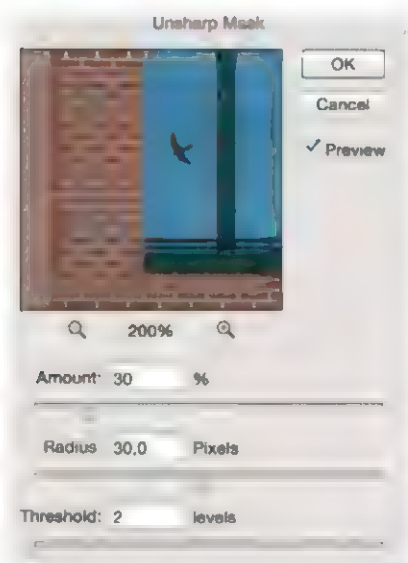 Unsharp Mask
OK
Cancel
Preview
200%
Amount: 30 %
Radius 30,0 Pixels
Threshold: 2 levels